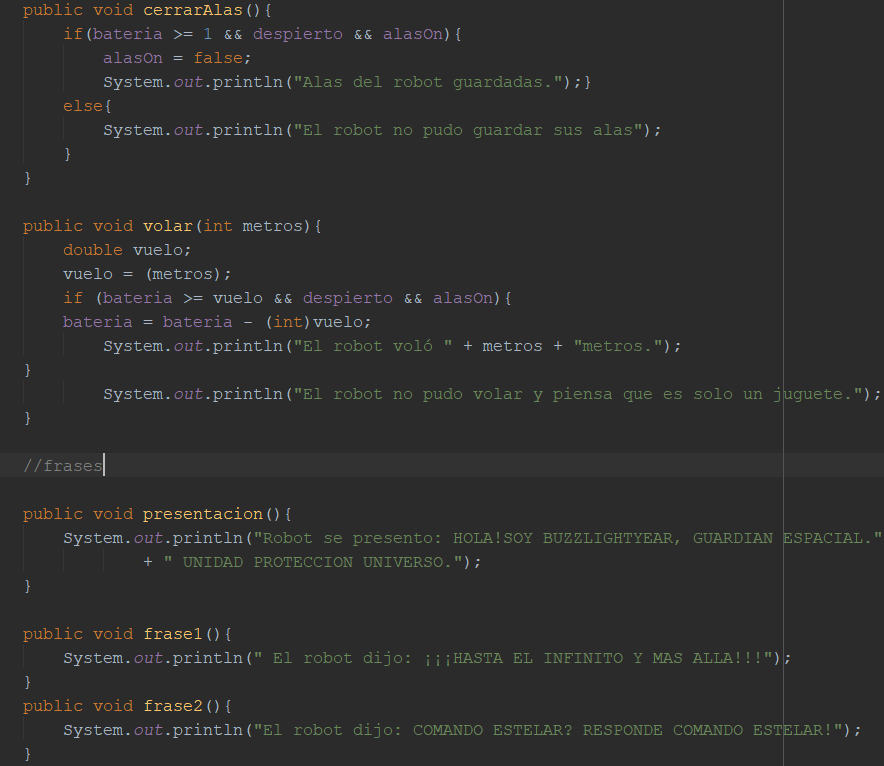 public void cerrarAlas(){
if(bateria >= 1 && despierto && alasOn){
alasOn = false;
System.out.println("Alas del robot guardadas.");}
else{
System.out.println("El robot no pudo guardar sus alas");
}
}
public void volar(int metros){
double vuelo;
vuelo = (metros);
if (bateria >= vuelo && despierto && alasOn){
bateria = bateria - (int)vuelo;
System.out.println("El robot voló " + metros + "metros.");
}
System.out.println("El robot no pudo volar y piensa que es solo un juguete.");
}
//frases
public void presentacion(){
System.out.println("Robot se presento: HOLA!SOY BUZZLIGHTYEAR, GUARDIAN ESPACIAL."
+ " UNIDAD PROTECCION UNIVERSO.");
}
public void frase1(){
System.out.println(" El robot dijo: ¡¡¡HASTA EL INFINITO Y MAS ALLA!!!");
}
public void frase2(){
System.out.println("El robot dijo: COMANDO ESTELAR? RESPONDE COMANDO ESTELAR!");
}